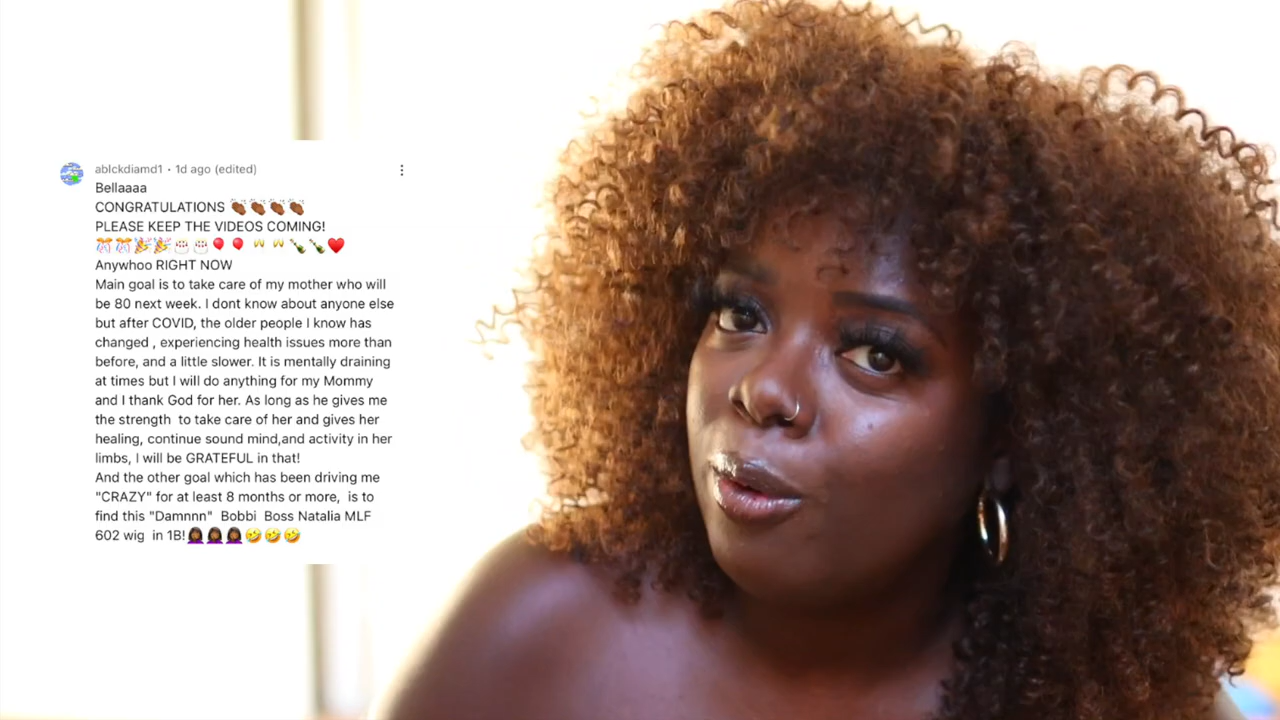 ablckdiamd1 • 1d ago (edited)
Bellaaaa
CONGRATULATIONS 👏🏾👏🏾👏🏾👏🏾
PLEASE KEEP THE VIDEOS COMING!
🎊🎊🎉🎉🎂🎂🎈🎈🥂🥂🍾🍾❤️
Anywhoo RIGHT NOW
Main goal is to take care of my mother who will
be 80 next week. I dont know about anyone else
but after COVID, the older people I know has
changed , experiencing health issues more than
before, and a little slower. It is mentally draining
at times but I will do anything for my Mommy
and I thank God for her. As long as he gives me
the strength  to take care of her and gives her
healing, continue sound mind,and activity in her
limbs, I will be GRATEFUL in that!
And the other goal which has been driving me
"CRAZY" for at least 8 months or more,  is to
find this "Damnnn"  Bobbi  Boss Natalia MLF
602 wig  in 1B!💁🏾‍♀️💁🏾‍♀️💁🏾‍♀️🤣🤣🤣